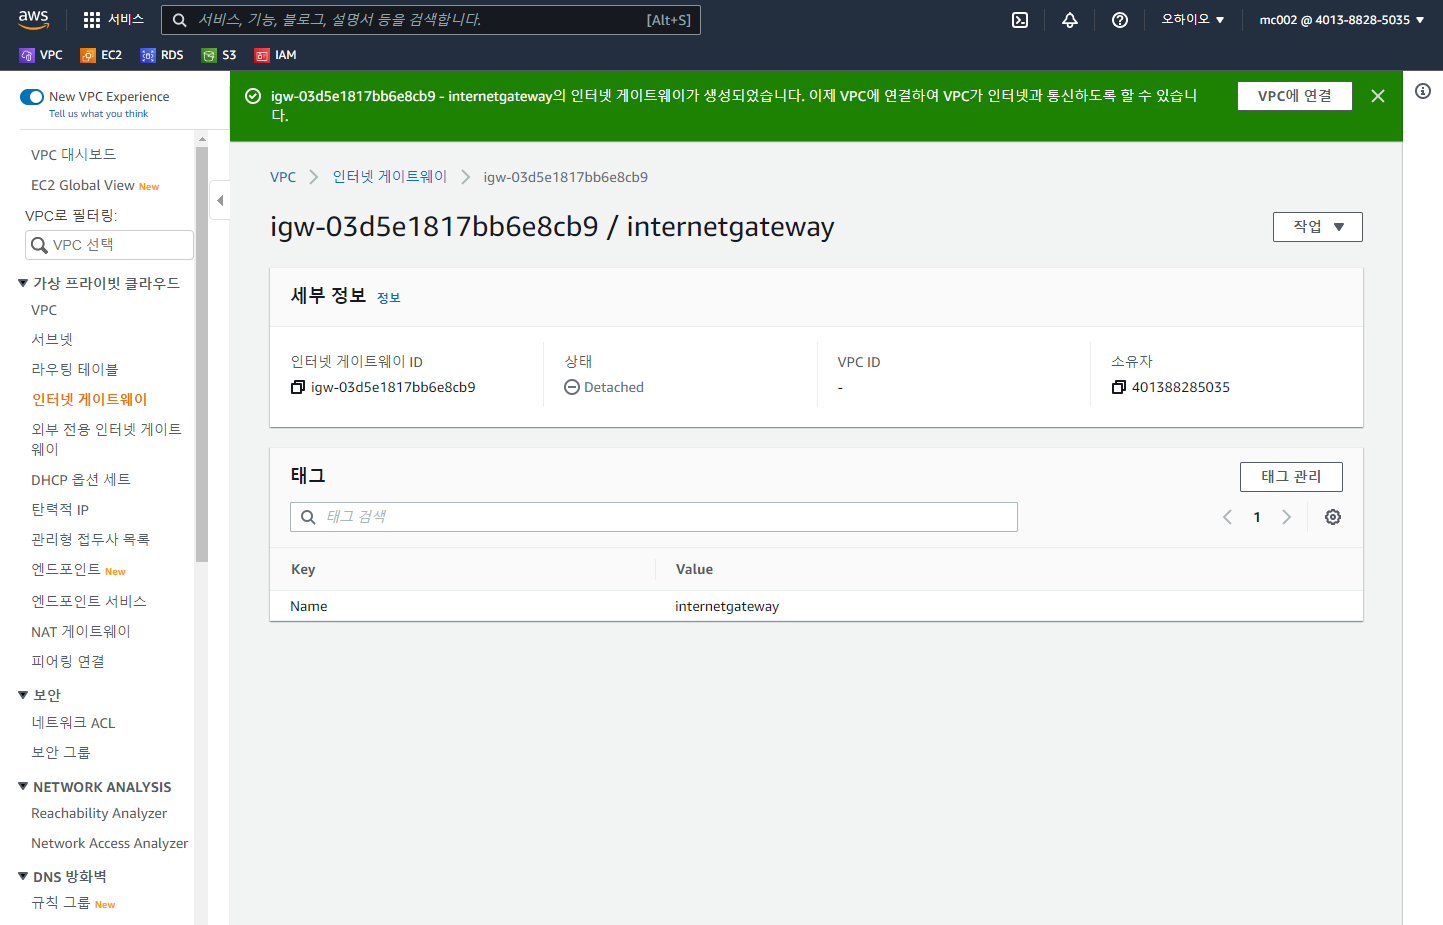 aws
서비스
서비스, 기능, 블로그, 설명서 등을 검색합니다.
[Alt+S]
오하이오
mc002 @ 4013-8828-5035
VPC
EC2
RDS
S3
IAM
New VPC Experience
Tell us what you think
VPC 대시보드
EC2 Global View New
VPC로 필터링:
VPC 선택
가상 프라이빗 클라우드
VPC
서브넷
라우팅 테이블
인터넷 게이트웨이
외부 전용 인터넷 게이트
웨이
DHCP 옵션 세트
탄력적 IP
관리형 접두사 목록
엔드포인트 New
엔드포인트 서비스
NAT 게이트웨이
피어링 연결
보안
네트워크 ACL
보안 그룹
NETWORK ANALYSIS
Reachability Analyzer
Network Access Analyzer
DNS 방화벽
규칙 그룹 New
igw-03d5e1817bb6e8cb9 - internetgateway의 인터넷 게이트웨이가 생성되었습니다. 이제 VPC에 연결하여 VPC가 인터넷과 통신하도록 할 수 있습니
다.
VPC에 연결
VPC
인터넷 게이트웨이
igw-03d5e1817bb6e8cb9
igw-03d5e1817bb6e8cb9 / internetgateway
작업
세부 정보 정보
인터넷 게이트웨이 ID
igw-03d5e1817bb6e8cb9
상태
Detached
VPC ID
-
소유자
401388285035
태그
태그 관리
태그 검색
1
Key
Value
Name
internetgateway